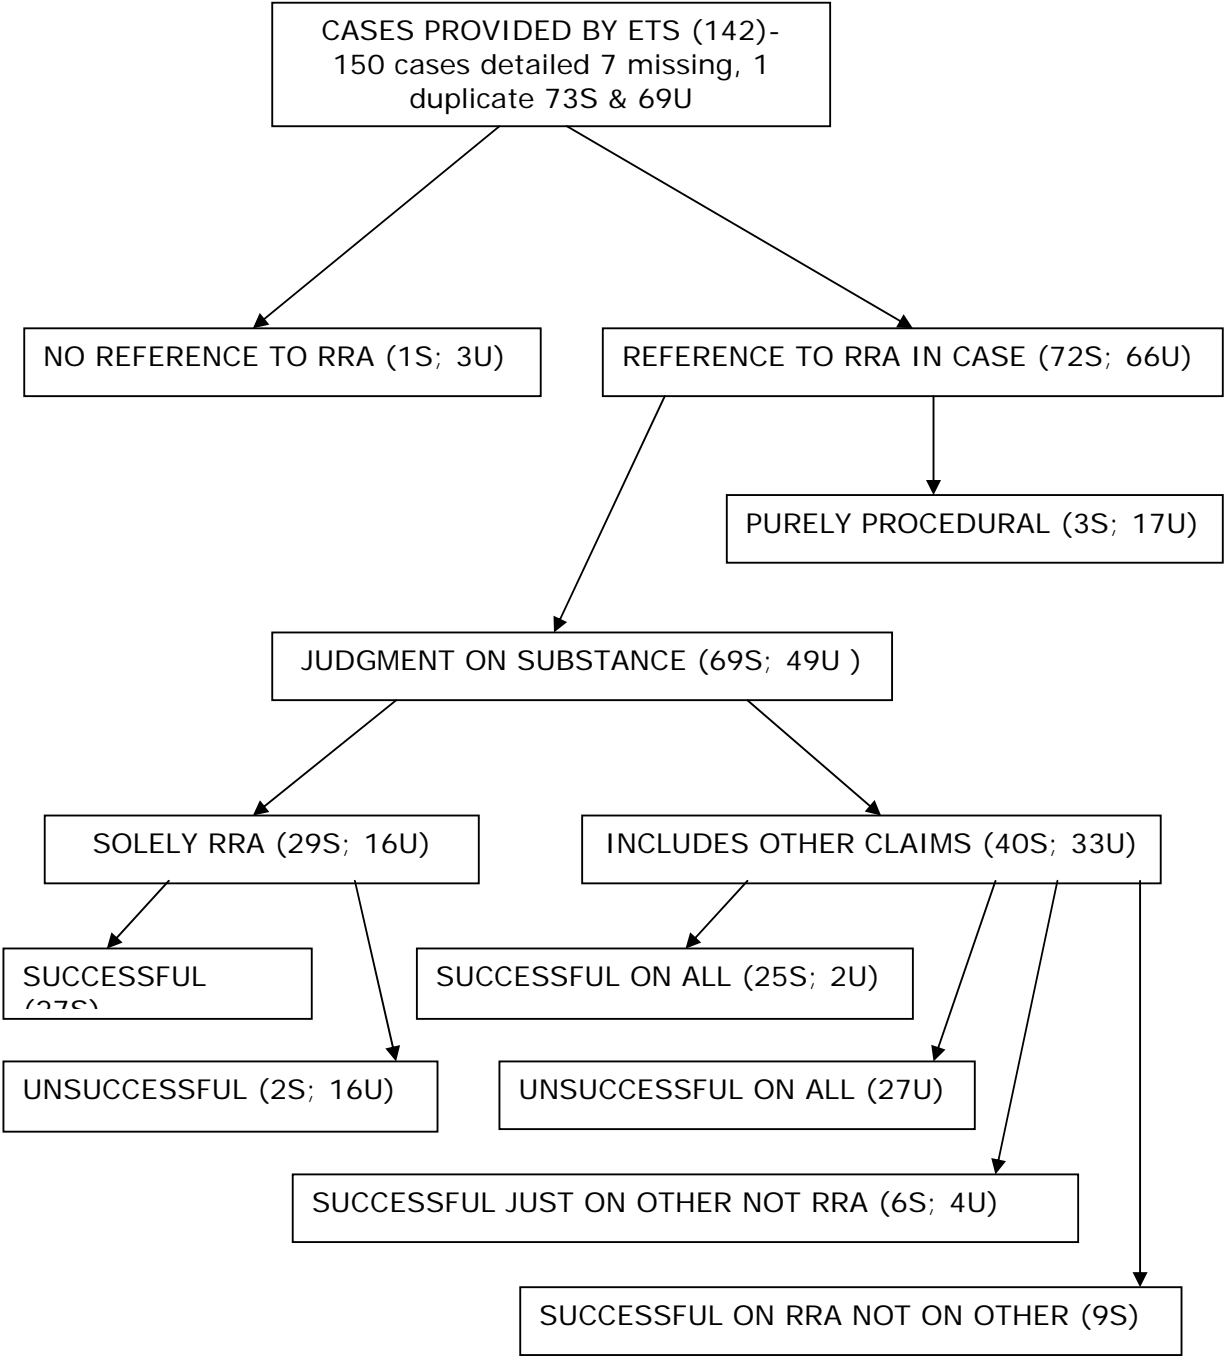 CASES PROVIDED BY ETS (142)-
150 cases detailed 7 missing, 1
duplicate 73S & 69U
NO REFERENCE TO RRA (1S; 3U)
REFERENCE TO RRA IN CASE (72S; 66U)
PURELY PROCEDURAL (3S; 17U)
JUDGMENT ON SUBSTANCE (69S; 49U )
SOLELY RRA (29S; 16U)
INCLUDES OTHER CLAIMS (40S; 33U)
SUCCESSFUL
(27S)
SUCCESSFUL ON ALL (25S; 2U)
UNSUCCESSFUL (2S; 16U)
UNSUCCESSFUL ON ALL (27U)
SUCCESSFUL JUST ON OTHER NOT RRA (6S; 4U)
SUCCESSFUL ON RRA NOT ON OTHER (9S)